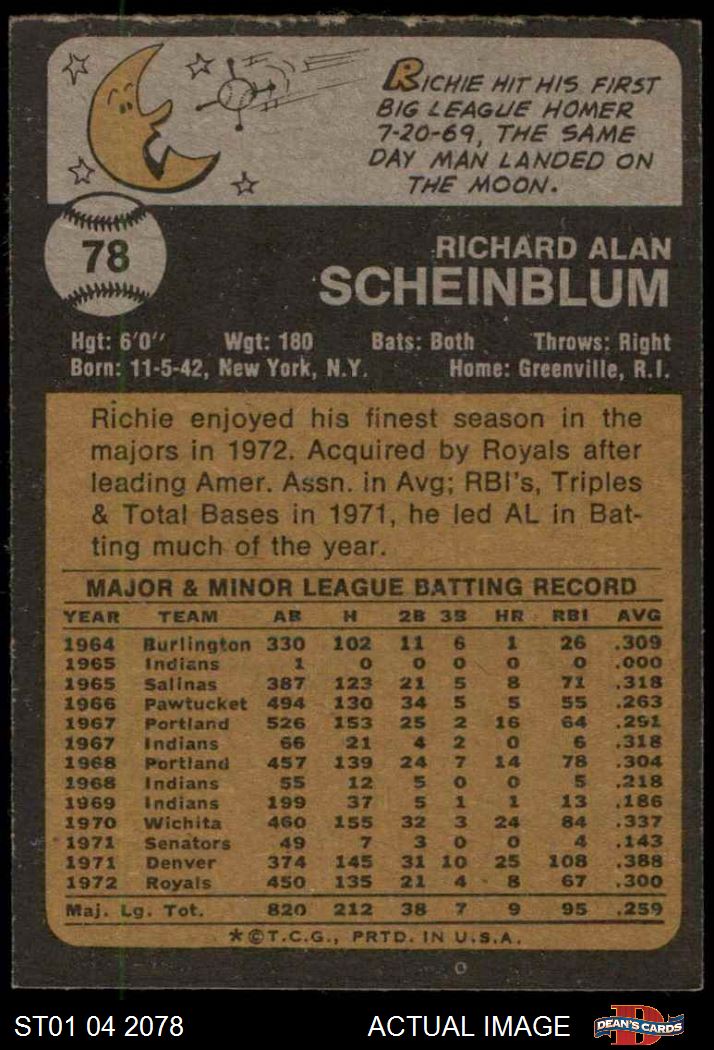 RICHIE HIT HIS FIRST
BIG LEAGUE HOMER
7-20-69, THE SAME
DAY MAN LANDED ON
THE MOON.
78
RICHARD ALAN
SCHEINBLUM
Hgt: 6'0" Wgt: 180 Bats: Both Throws: Right
Born: 11-5-42, New York, N.Y. Home: Greenville, R.I.
Richie enjoyed his finest season in the
majors in 1972. Acquired by Royals after
leading Amer. Assn. in Avg; RBI's, Triples
& Total Bases in 1971, he led AL in Bat-
ting much of the year.
MAJOR & MINOR LEAGUE BATTING RECORD
YEAR TEAM AB H 2B 3B HR RBI AVG
1964 Burlington 330 102 11 6 1 26 .309
1965 Indians 1 0 0 0 0 0 .000
1965 Salinas 387 123 21 5 8 71 .318
1966 Pawtucket 494 130 34 5 5 55 .263
1967 Portland 526 153 25 2 16 64 .291
1967 Indians 66 21 4 2 0 6 .318
1968 Portland 457 139 24 7 14 78 .304
1968 Indians 55 12 5 0 0 5 .218
1969 Indians 199 37 5 1 1 13 .186
1970 Wichita 460 155 32 3 24 84 .337
1971 Senators 49 7 3 0 0 4 .143
1971 Denver 374 145 31 10 25 108 .388
1972 Royals 450 135 21 4 8 67 .300
Maj. Lg. Tot. 820 212 38 7 9 95 .259
*©T.C.G., PRTD. IN U.S.A.
ST01 04 2078 ACTUAL IMAGE DEAN'S CARDS